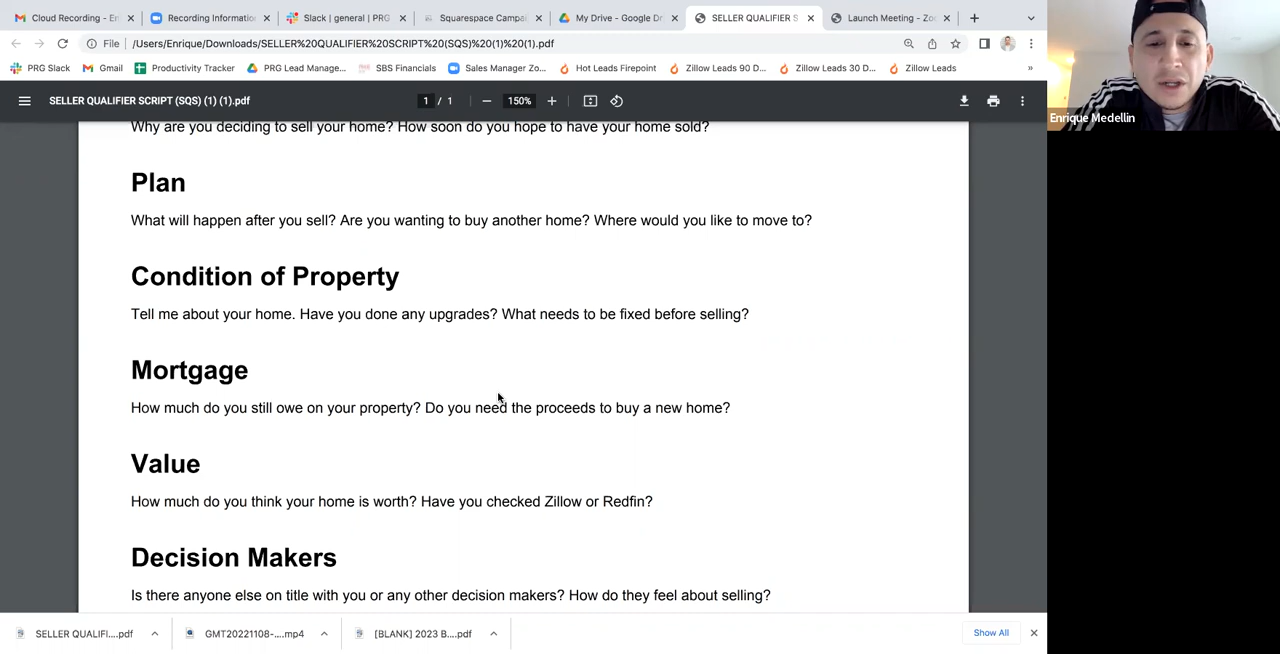 Cloud Recording - En
Recording Informatio
Slack | general | PRG
Squarespace Campai
My Drive - Google Dr
SELLER QUALIFIER S
Launch Meeting - Zoo
File
/Users/Enrique/Downloads/SELLER%20QUALIFIER%20SCRIPT%20(SQS)%20(1)%20(1).pdf
PRG Slack
Gmail
Productivity Tracker
PRG Lead Manage...
SBS Financials
Sales Manager Zo...
Hot Leads Firepoint
Zillow Leads 90 D...
Zillow Leads 30 D...
Zillow Leads
»
SELLER QUALIFIER SCRIPT (SQS) (1) (1).pdf
1 / 1
150%
Enrique Medellin
Why are you deciding to sell your home? How soon do you hope to have your home sold?
Plan
What will happen after you sell? Are you wanting to buy another home? Where would you like to move to?
Condition of Property
Tell me about your home. Have you done any upgrades? What needs to be fixed before selling?
Mortgage
How much do you still owe on your property? Do you need the proceeds to buy a new home?
Value
How much do you think your home is worth? Have you checked Zillow or Redfin?
Decision Makers
Is there anyone else on title with you or any other decision makers? How do they feel about selling?
SELLER QUALIFI....pdf
GMT20221108-....mp4
[BLANK] 2023 B....pdf
Show All